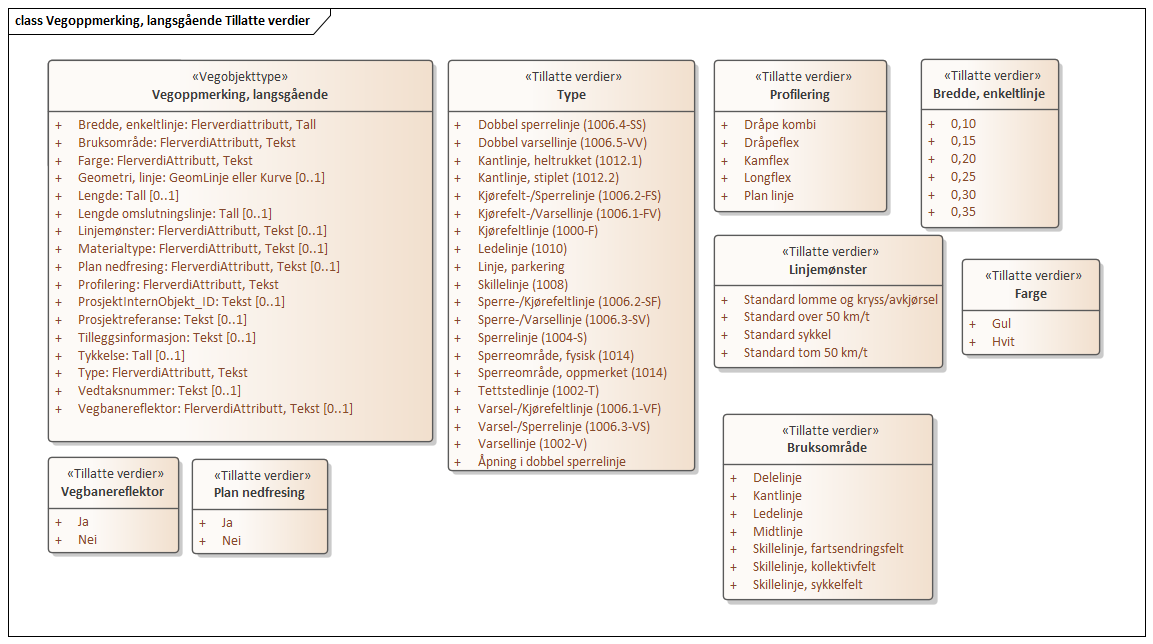 class Vegoppmerking, langsgående Tillatte verdier
«Vegobjekttype»
Vegoppmerking, langsgående
+ Bredde, enkeltlinje: Flerverdiattributt, Tall
+ Bruksområde: FlerverdiAttributt, Tekst
+ Farge: FlerverdiAttributt, Tekst
+ Geometri, linje: GeomLinje eller Kurve [0..1]
+ Lengde: Tall [0..1]
+ Lengde omslutningslinje: Tall [0..1]
+ Linjemønster: FlerverdiAttributt, Tekst [0..1]
+ Materialtype: FlerverdiAttributt, Tekst [0..1]
+ Plan nedfresing: FlerverdiAttributt, Tekst [0..1]
+ Profilering: FlerverdiAttributt, Tekst
+ ProsjektInternObjekt_ID: Tekst [0..1]
+ Prosjektreferanse: Tekst [0..1]
+ Tilleggsinformasjon: Tekst [0..1]
+ Tykkelse: Tall [0..1]
+ Type: FlerverdiAttributt, Tekst
+ Vedtaksnummer: Tekst [0..1]
+ Vegbanereflektor: FlerverdiAttributt, Tekst [0..1]
«Tillatte verdier»
Type
+ Dobbel sperrelinje (1006.4-SS)
+ Dobbel varsellinje (1006.5-VV)
+ Kantlinje, heltrukket (1012.1)
+ Kantlinje, stiplet (1012.2)
+ Kjørefelt-/Sperrelinje (1006.2-FS)
+ Kjørefelt-/Varsellinje (1006.1-FV)
+ Kjørefeltlinje (1000-F)
+ Ledelinje (1010)
+ Linje, parkering
+ Skillelinje (1008)
+ Sperre-/Kjørefeltlinje (1006.2-SF)
+ Sperre-/Varsellinje (1006.3-SV)
+ Sperrelinje (1004-S)
+ Sperreområde, fysisk (1014)
+ Sperreområde, oppmerket (1014)
+ Tettstedlinje (1002-T)
+ Varsel-/Kjørefeltlinje (1006.1-VF)
+ Varsel-/Sperrelinje (1006.3-VS)
+ Varsellinje (1002-V)
+ Åpning i dobbel sperrelinje
«Tillatte verdier»
Profilering
+ Dråpe kombi
+ Dråpeflex
+ Kamflex
+ Longflex
+ Plan linje
«Tillatte verdier»
Bredde, enkeltlinje
+ 0,10
+ 0,15
+ 0,20
+ 0,25
+ 0,30
+ 0,35
«Tillatte verdier»
Linjemønster
+ Standard lomme og kryss/avkjørsel
+ Standard over 50 km/t
+ Standard sykkel
+ Standard tom 50 km/t
«Tillatte verdier»
Farge
+ Gul
+ Hvit
«Tillatte verdier»
Bruksområde
+ Delelinje
+ Kantlinje
+ Ledelinje
+ Midtlinje
+ Skillelinje, fartsendringsfelt
+ Skillelinje, kollektivfelt
+ Skillelinje, sykkelfelt
«Tillatte verdier»
Vegbanereflektor
+ Ja
+ Nei
«Tillatte verdier»
Plan nedfresing
+ Ja
+ Nei